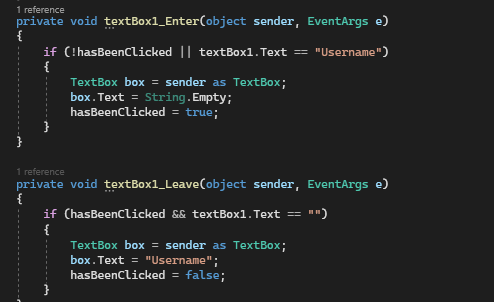 1 reference
private void textBox1_Enter(object sender, EventArgs e)
{
if (!hasBeenClicked || textBox1.Text == "Username")
{
TextBox box = sender as TextBox;
box.Text = String.Empty;
hasBeenClicked = true;
}
}
1 reference
private void textBox1_Leave(object sender, EventArgs e)
{
if (hasBeenClicked && textBox1.Text == "")
{
TextBox box = sender as TextBox;
box.Text = "Username";
hasBeenClicked = false;
}
}